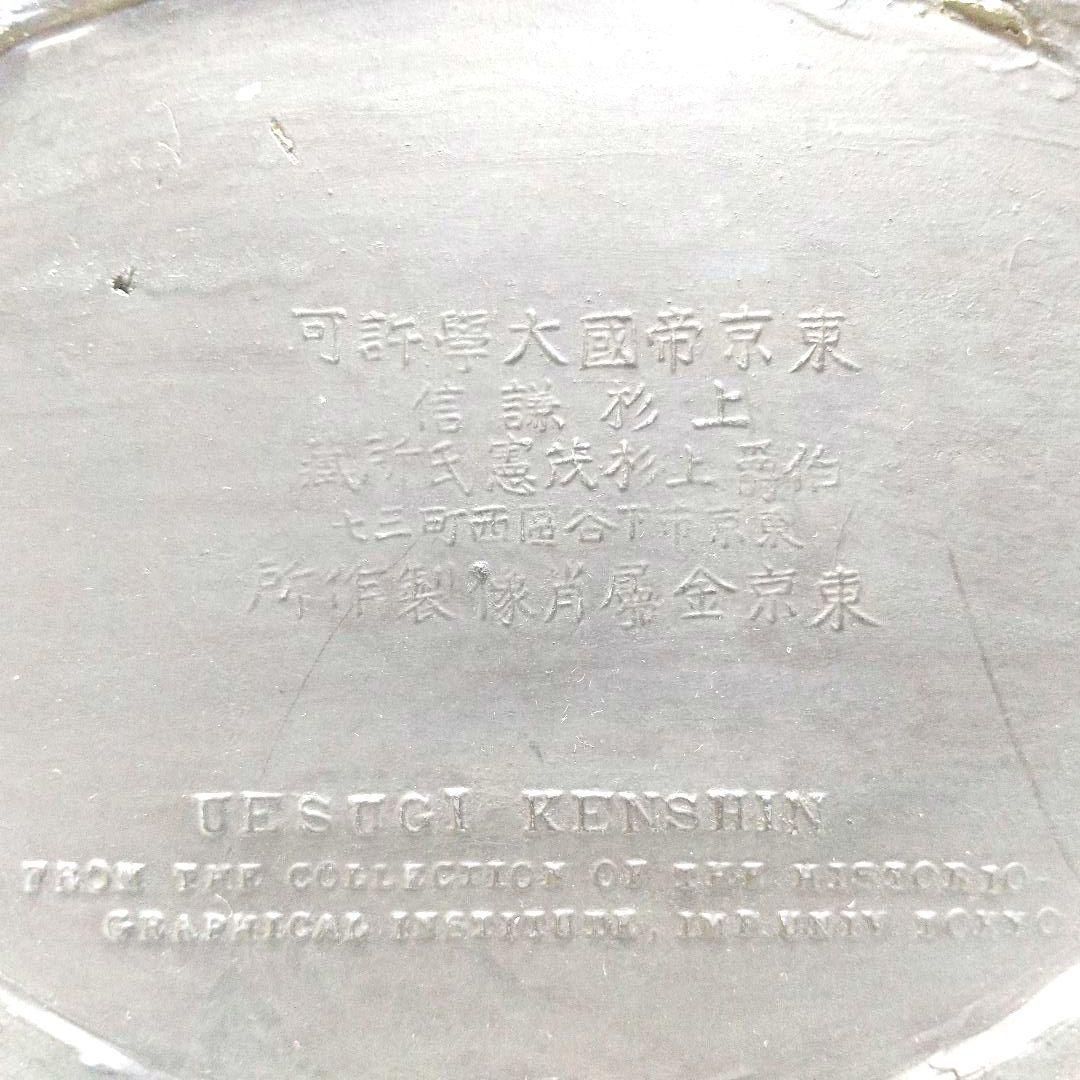 東京帝國大學許可
上杉謙信
伯爵上杉茂憲氏所藏
東京市下谷區西町三七
東京金屬肖像製作所
UESUGI KENSHIN
FROM THE COLLECTION OF THE HISTORIO-
GRAPHICAL INSTITUTE, IMP. UNIV TOKYO